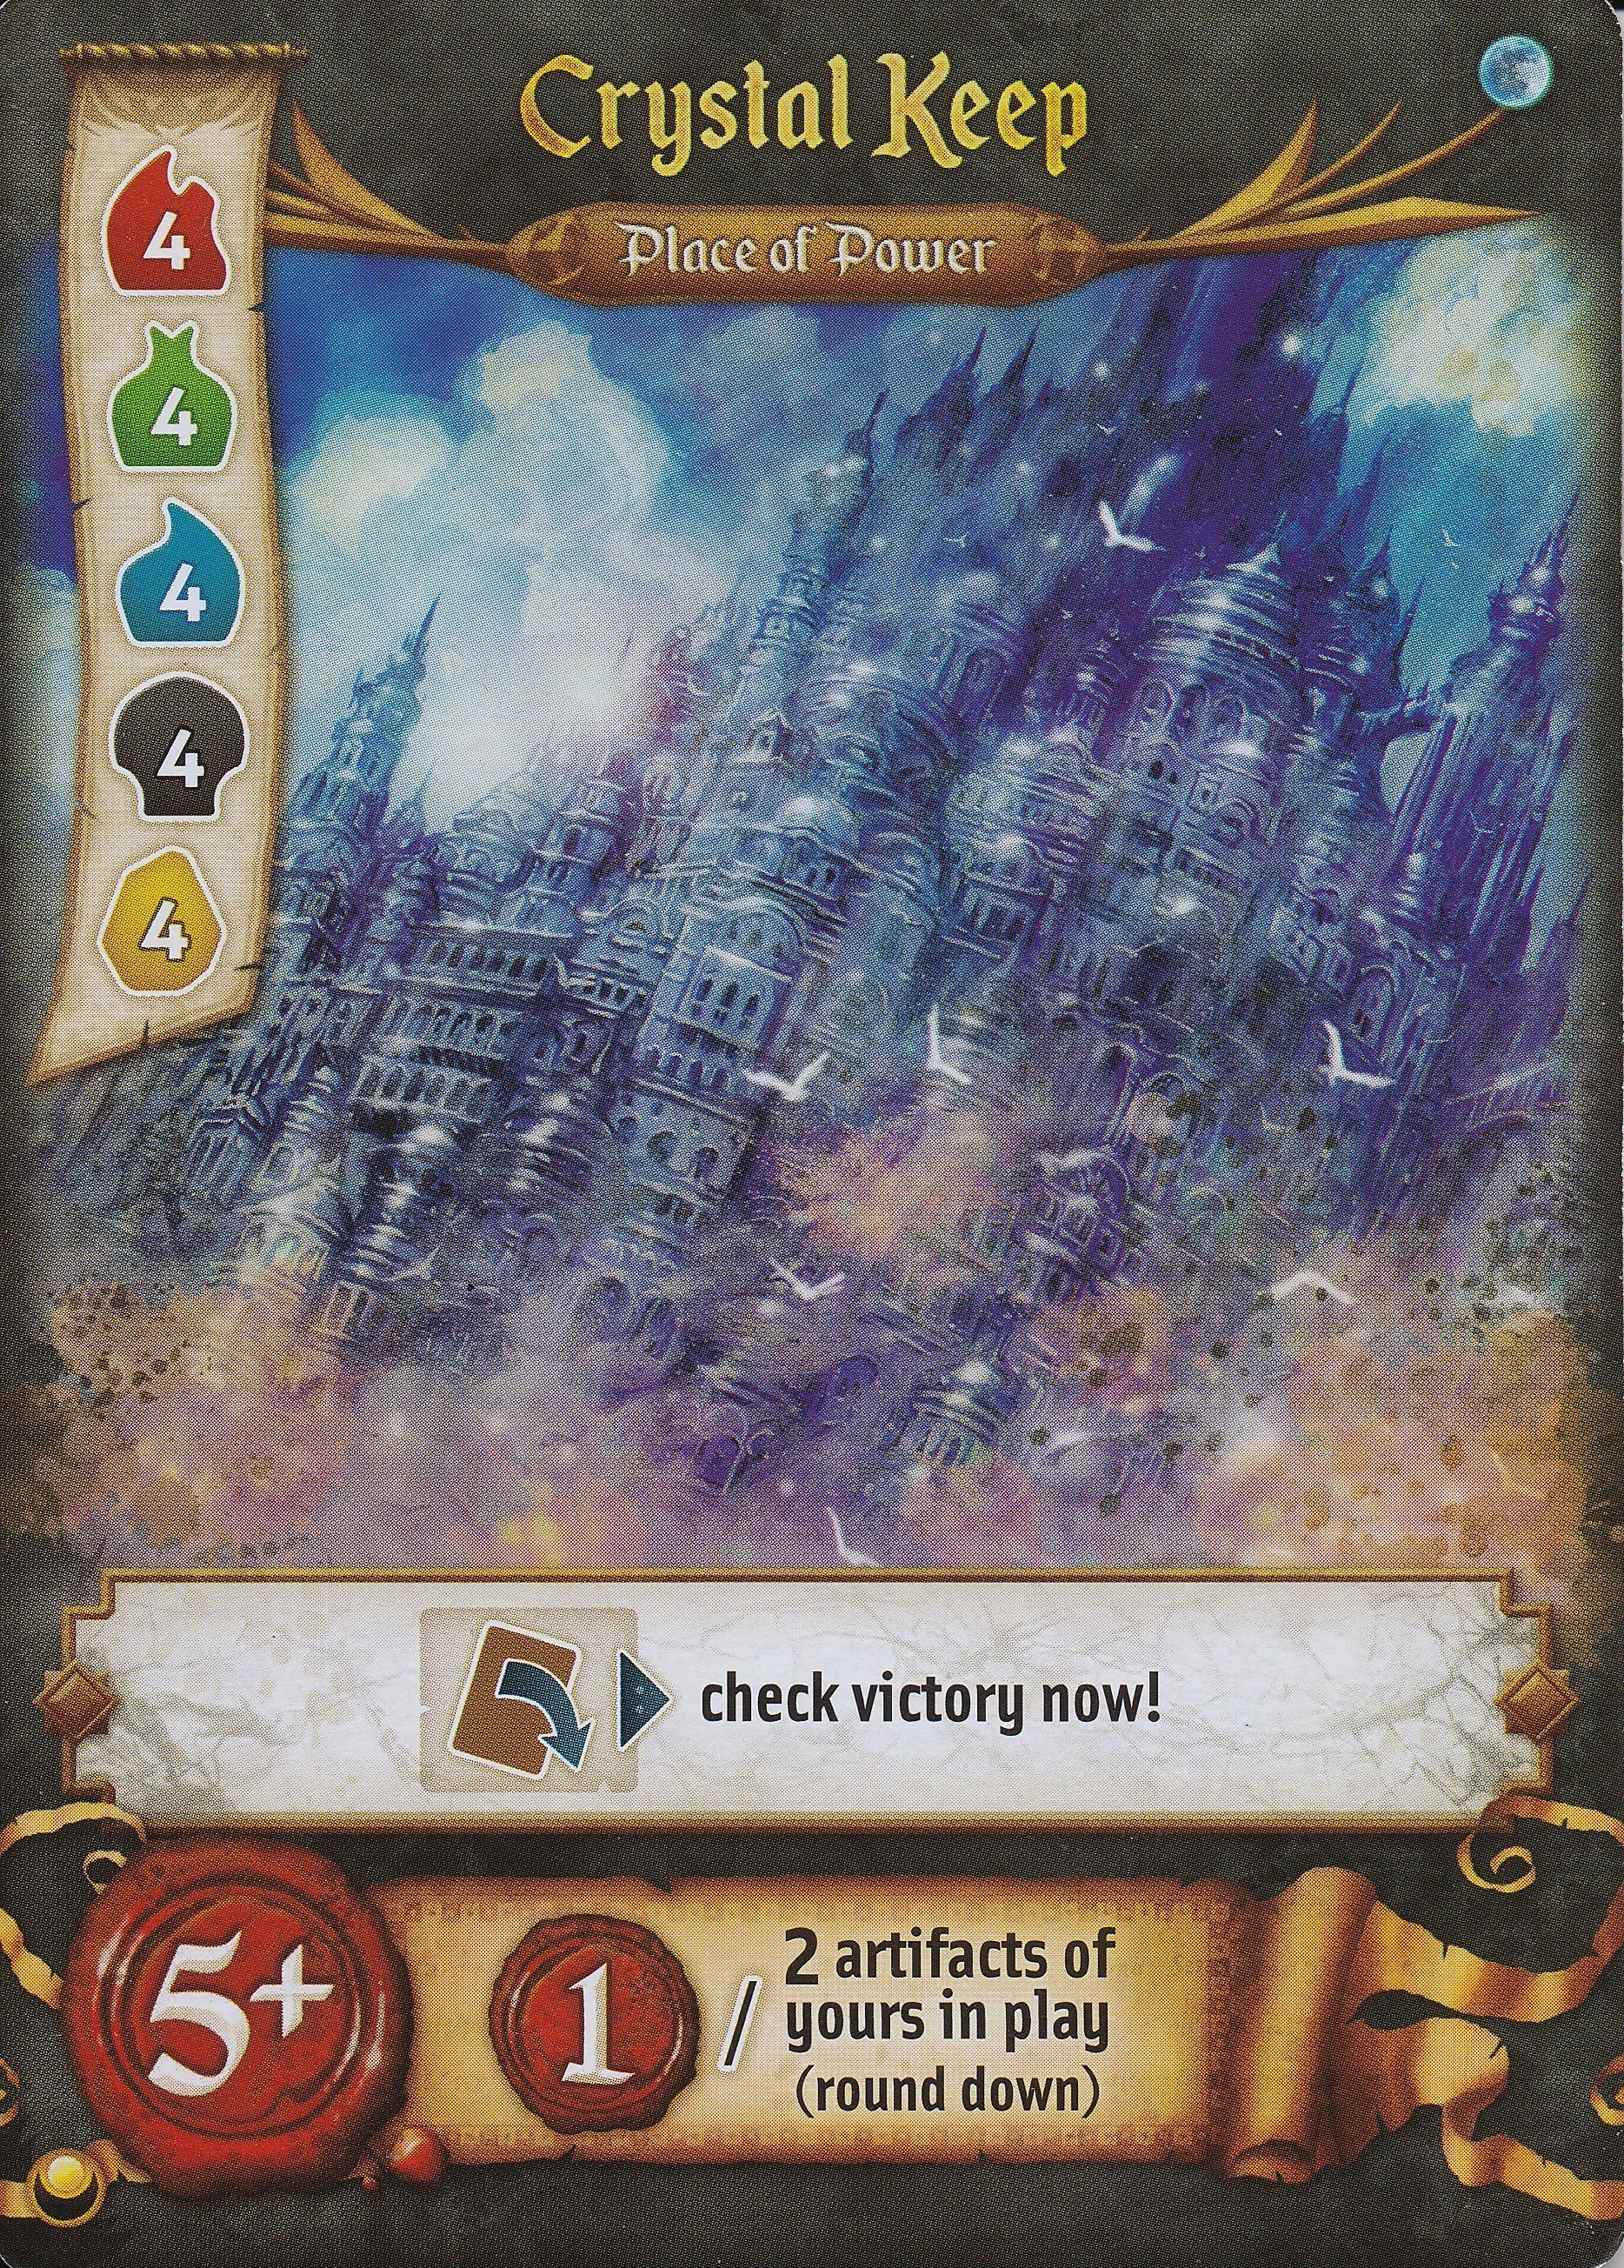 Crystal Keep
Place of Power
4
4
4
4
4
check victory now!
5+
1 / 2 artifacts of
yours in play
(round down)